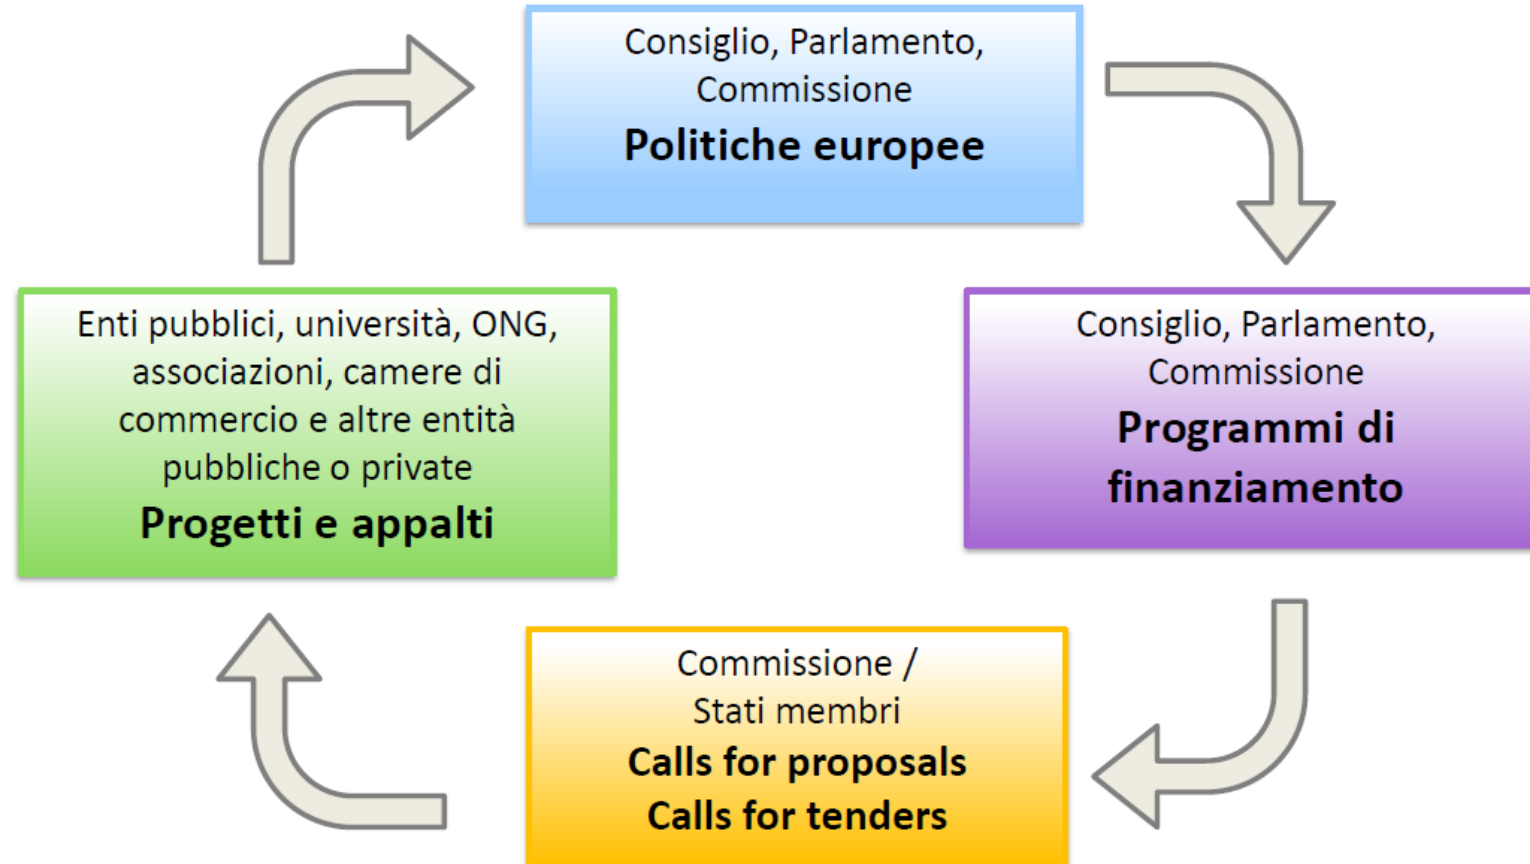 Consiglio, Parlamento,
Commissione
Politiche europee
Enti pubblici, università, ONG,
associazioni, camere di
commercio e altre entità
pubbliche o private
Progetti e appalti
Consiglio, Parlamento,
Commissione
Programmi di
finanziamento
Commissione /
Stati membri
Calls for proposals
Calls for tenders